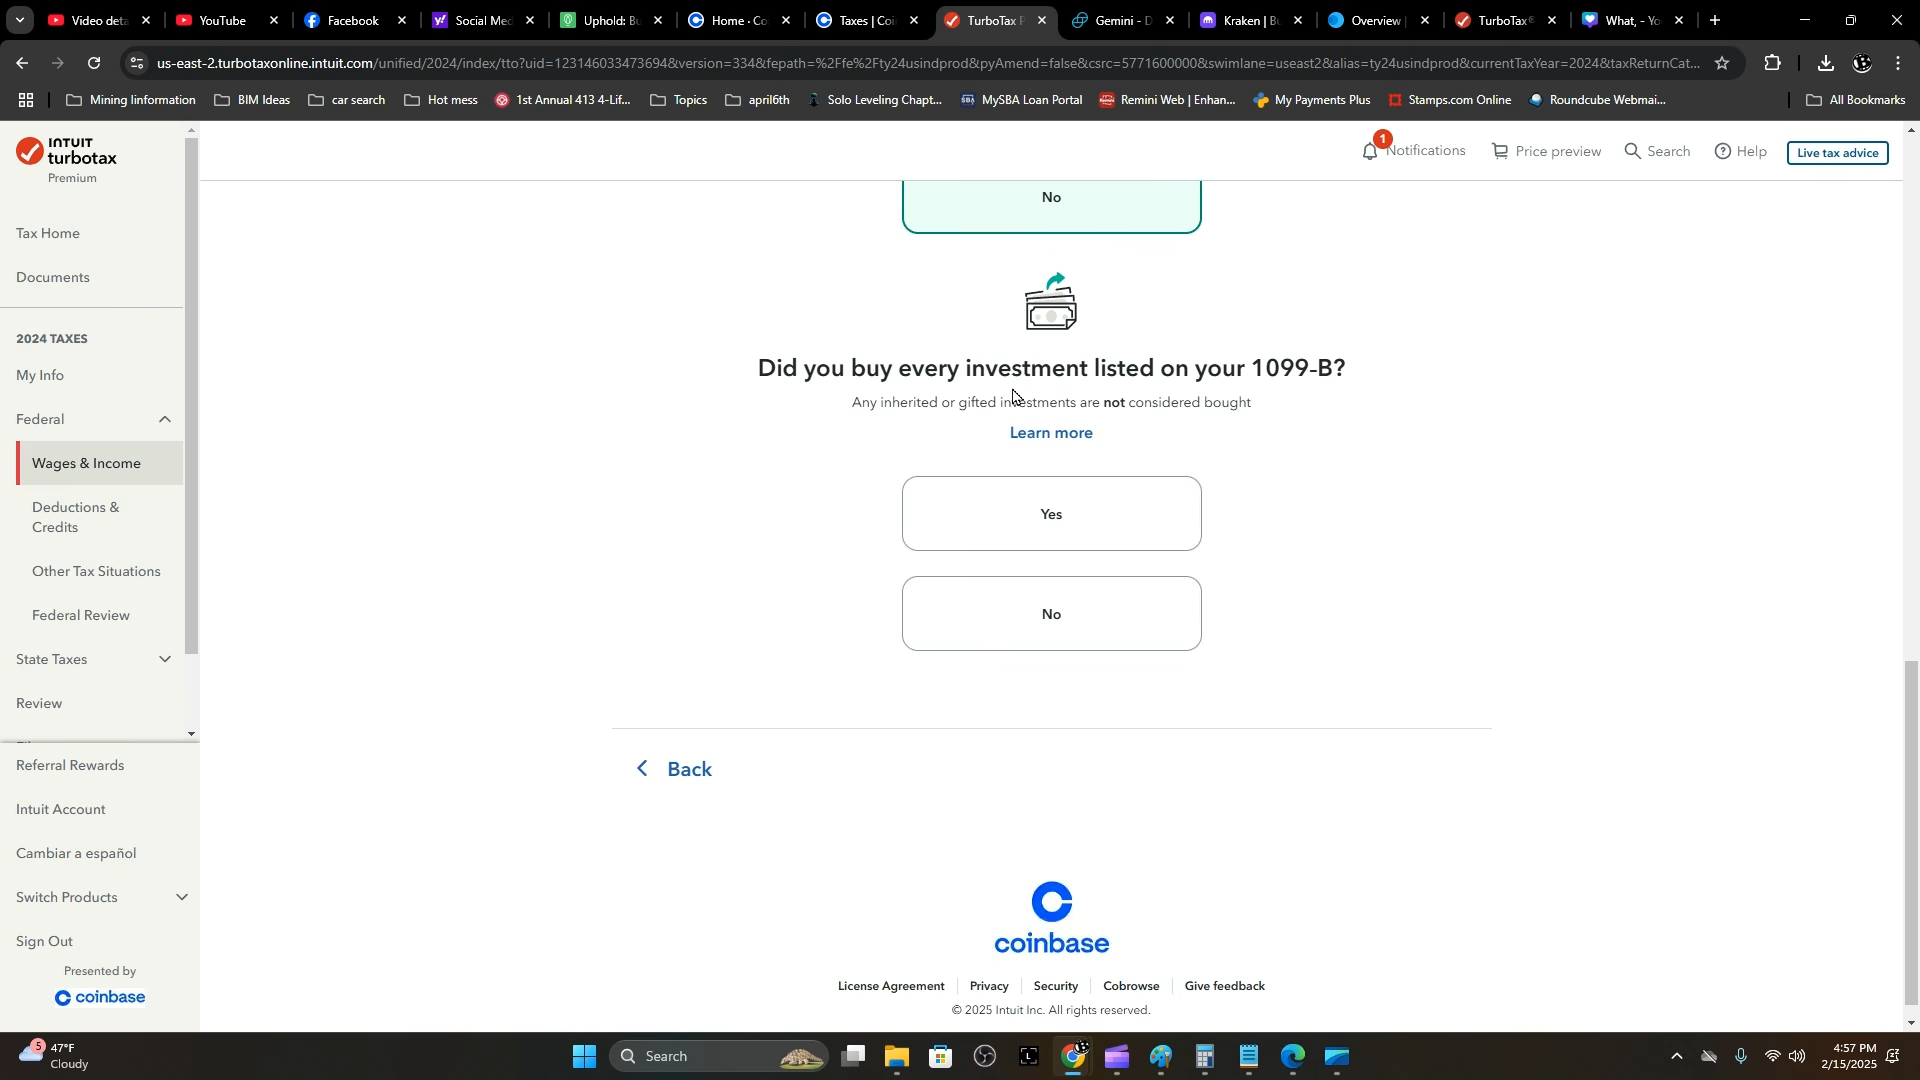 Video deta
YouTube
Facebook
Social Med
Uphold: Bu
Home · Co
Taxes | Coi
TurboTax P
Gemini - D
Kraken | Bu
Overview |
TurboTax®
What, - Yo
us-east-2.turbotaxonline.intuit.com/unified/2024/index/tto?uid=1231460334736948&version=334&fepath=%2Ffe%2Fty24usindprod&pyAmend=false&csrc=57716000008&swimlane=useast2&alias=ty24usindprod&currentTaxYear=2024&taxReturnCat...
Mining Iinformation
BIM Ideas
car search
Hot mess
1st Annual 413 4-Lif...
Topics
april6th
Solo Leveling Chapt...
MySBA Loan Portal
Remini Web | Enhan...
My Payments Plus
Stamps.com Online
Roundcube Webmai...
All Bookmarks
INTUIT
turbotax
Premium
1
Notifications
Price preview
Search
Help
Live tax advice
Tax Home
Documents
2024 TAXES
My Info
Federal
Wages & Income
Deductions &
Credits
Other Tax Situations
Federal Review
State Taxes
Review
Referral Rewards
Intuit Account
Cambiar a español
Switch Products
Sign Out
Presented by
coinbase
No
Did you buy every investment listed on your 1099-B?
Any inherited or gifted investments are not considered bought
Learn more
Yes
No
Back
coinbase
License Agreement
Privacy
Security
Cobrowse
Give feedback
© 2025 Intuit Inc. All rights reserved.
5
47°F
Cloudy
Search
4:57 PM
2/15/2025